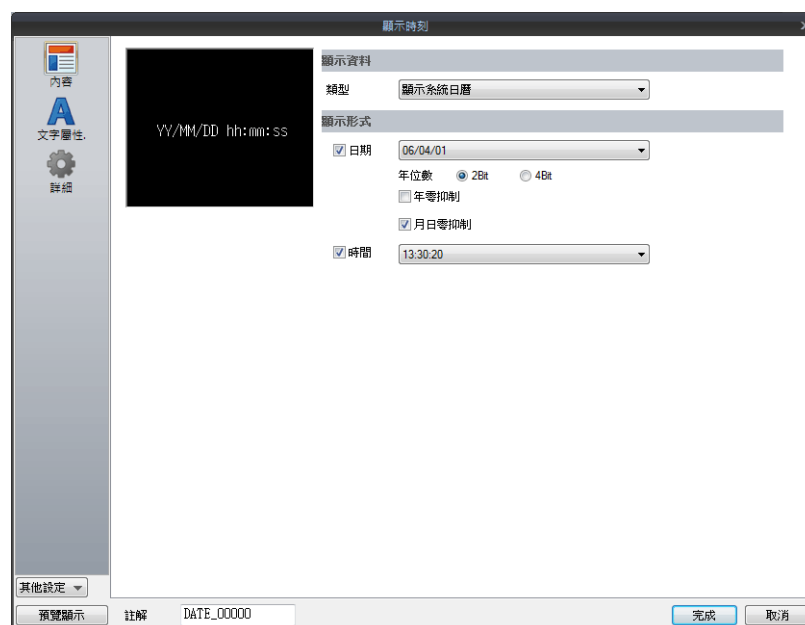 顯示時刻
內容
文字屬性.
詳細
YY/MM/DD hh:mm:ss
顯示資料
類型 顯示系統日曆
顯示形式
日期 06/04/01
年位數 2Bit 4Bit
年零抑制
月日零抑制
時間 13:30:20
其他設定
預覽顯示 註解 DATE_00000 完成 取消